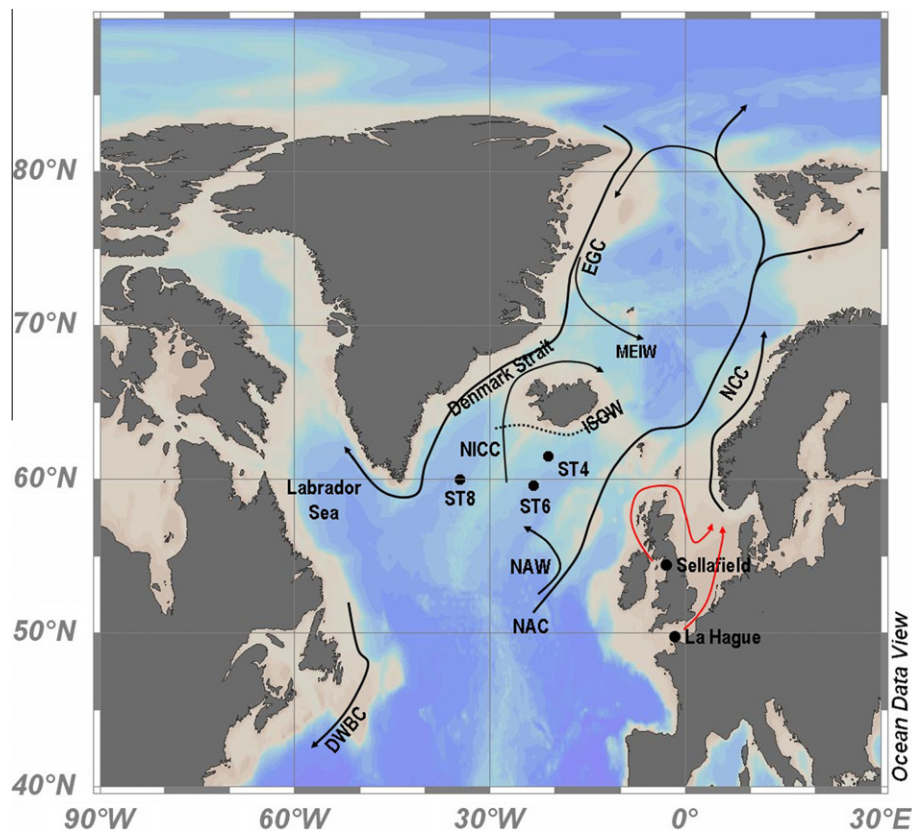 80°N
EGC
70°N
MEIW
Denmark Strait
NCC
ISOW
NICC
ST4
60°N
Labrador
Sea
ST8
ST6
NAW
Sellafield
NAC
50°N
La Hague
DWBC
40°N
90°W
60°W
30°W
0°E
30°E
Ocean Data View